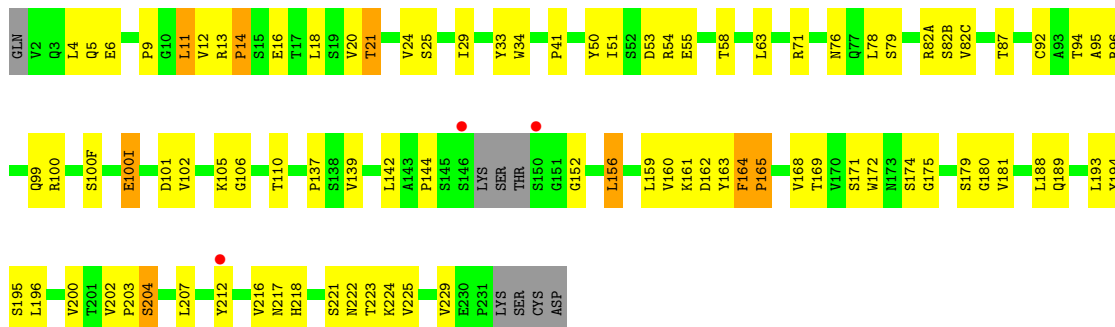 GLN V2 Q3 L4 Q5 E6 P9 G10 L11 V12 R13 P14 S15 E16 T17 L18 S19 V20 T21 V24 S25 I29 Y33 W34 P41 Y50 I51 S52 D53 R54 E55 T58 L63 R71 N76 Q77 L78 S79 R82A S82B V82C T87 C92 A93 T94 A95
Q99 R100 S100F E100I D101 V102 K105 G106 T110 P137 S138 V139 L142 A143 P144 S145 S146 LYS SER THR S150 G151 G152 L156 L159 V160 K161 D162 Y163 F164 P165 V168 T169 V170 S171 W172 N173 S174 G175 S179 G180 V181 L188 Q189 L193
S195 L196 V200 T201 V202 P203 S204 L207 Y212 V216 N217 H218 S221 N222 T223 K224 V225 V229 E230 P231 LYS SER CYS ASP